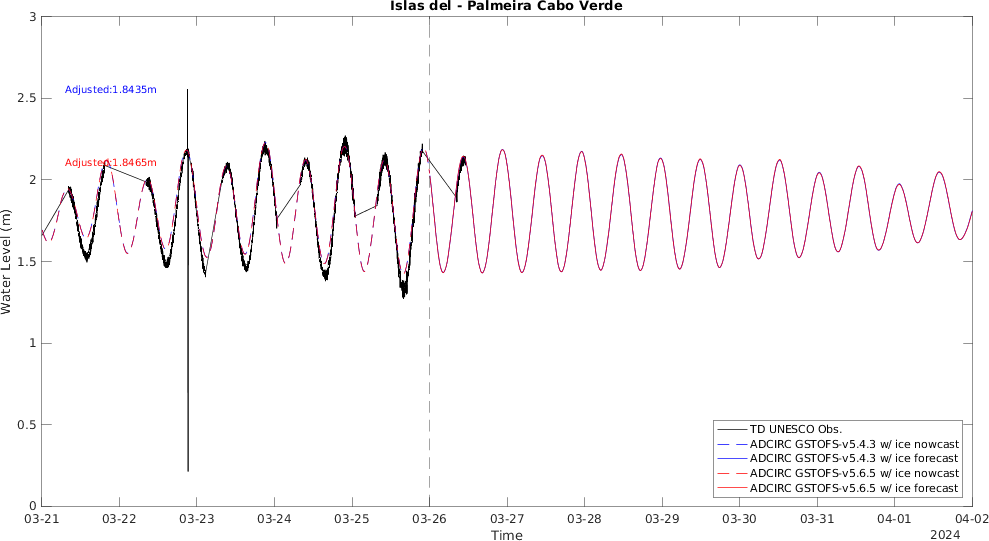 Islas del - Palmeira Cabo Verde
3
2.5
2
1.5
1
0.5
0
Water Level (m)
Adjusted:1.8435m
Adjusted:1.8465m
TD UNESCO Obs.
ADCIRC GSTOFS-v5.4.3 w/ ice nowcast
ADCIRC GSTOFS-v5.4.3 w/ ice forecast
ADCIRC GSTOFS-v5.6.5 w/ ice nowcast
ADCIRC GSTOFS-v5.6.5 w/ ice forecast
03-21 03-22 03-23 03-24 03-25 03-26 03-27 03-28 03-29 03-30 03-31 04-01 04-02
Time
2024